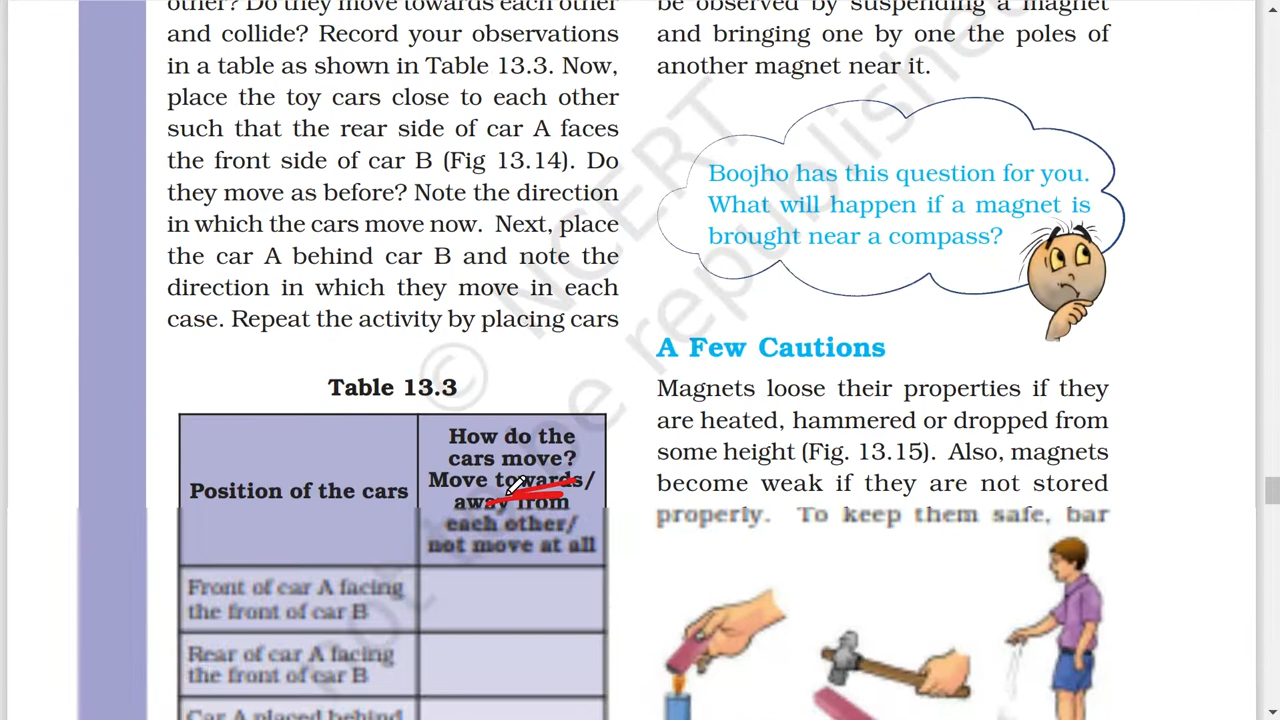 other? Do they move towards each other
and collide? Record your observations
in a table as shown in Table 13.3. Now,
place the toy cars close to each other
such that the rear side of car A faces
the front side of car B (Fig 13.14). Do
they move as before? Note the direction
in which the cars move now. Next, place
the car A behind car B and note the
direction in which they move in each
case. Repeat the activity by placing cars
Table 13.3
Position of the cars
How do the
cars move?
Move towards/
away from
each other/
not move at all
Front of car A facing
the front of car B
Rear of car A facing
the front of car B
Car A placed behind
be observed by suspending a magnet
and bringing one by one the poles of
another magnet near it.
Boojho has this question for you.
What will happen if a magnet is
brought near a compass?
A Few Cautions
Magnets loose their properties if they
are heated, hammered or dropped from
some height (Fig. 13.15). Also, magnets
become weak if they are not stored
properly. To keep them safe, bar
© NCERT
not to be republished